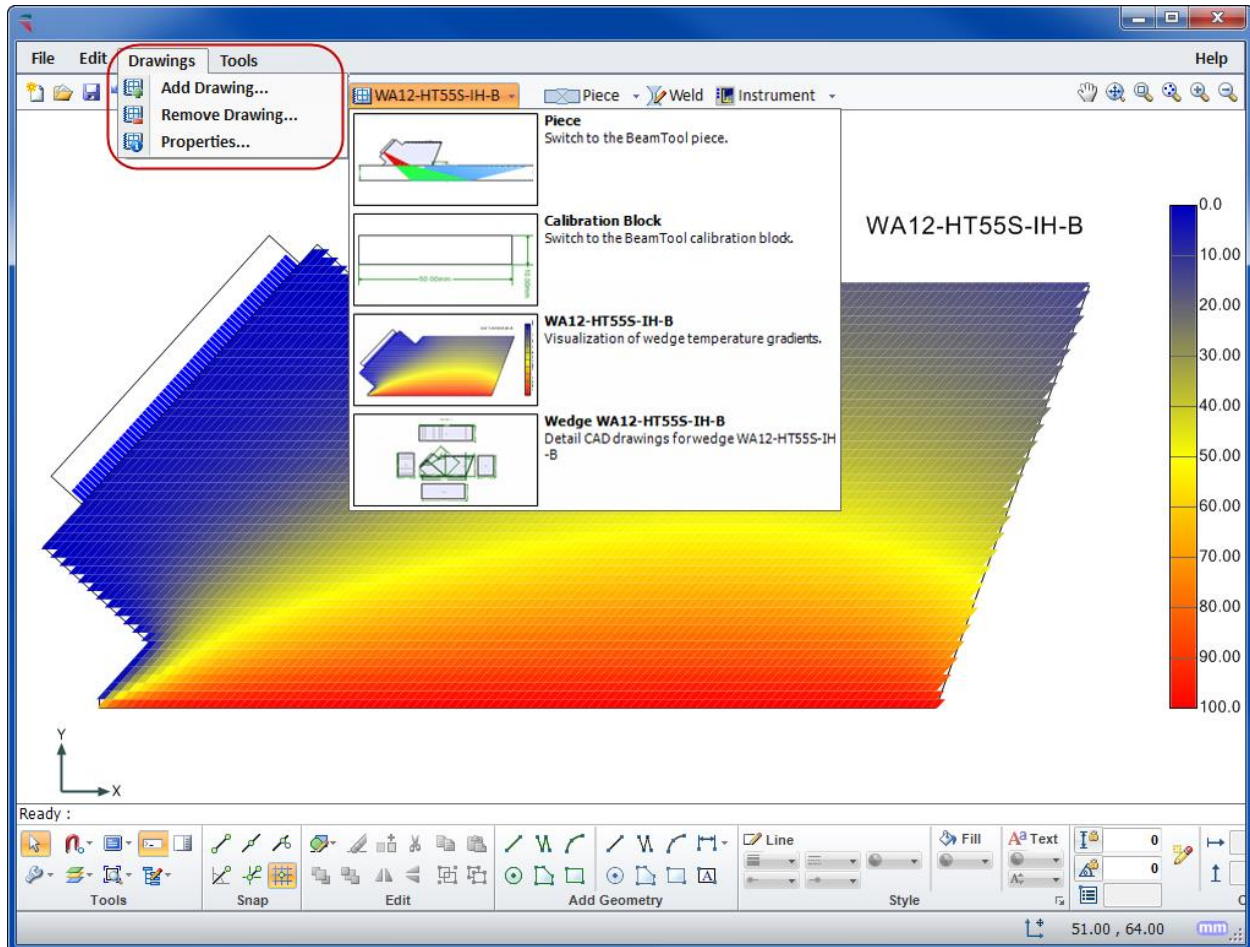 File Edit Drawings Tools Help
Add Drawing...
Remove Drawing...
Properties...
WA12-HT55S-IH-B Piece Weld Instrument
Piece
Switch to the BeamTool piece.
Calibration Block
Switch to the BeamTool calibration block.
50.00mm
10.00mm
WA12-HT55S-IH-B
Visualization of wedge temperature gradients.
Wedge WA12-HT55S-IH-B
Detail CAD drawings for wedge WA12-HT55S-IH
-B
WA12-HT55S-IH-B
0.0
10.00
20.00
30.00
40.00
50.00
60.00
70.00
80.00
90.00
100.0
Y
X
Ready :
Line Fill Text 0
0
Tools Snap Edit Add Geometry Style
51.00 , 64.00 mm